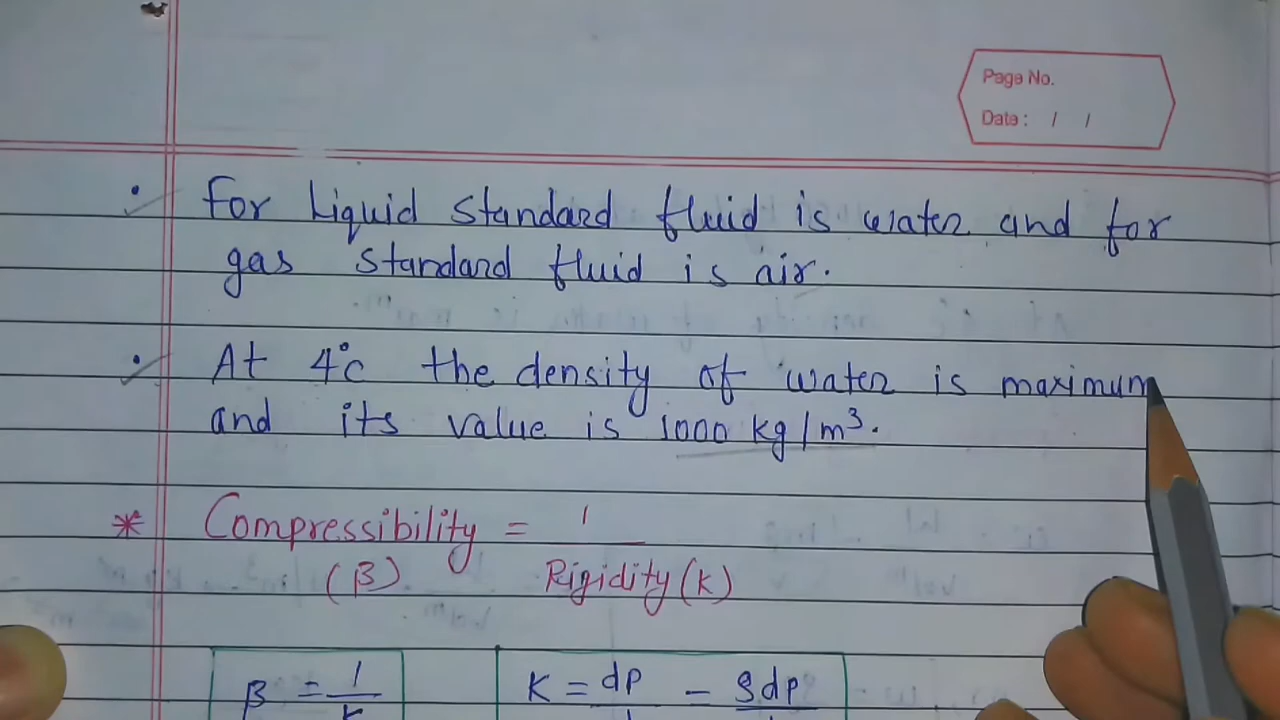 Page No.
Date : / /
For Liquid standard fluid is water and for
gas standard fluid is air.
At 4°c the density of water is maximum
and its value is 1000 kg/m³.
* Compressibility = 1
(β) Rigidity (K)
β = 1 K = dp = ρdp